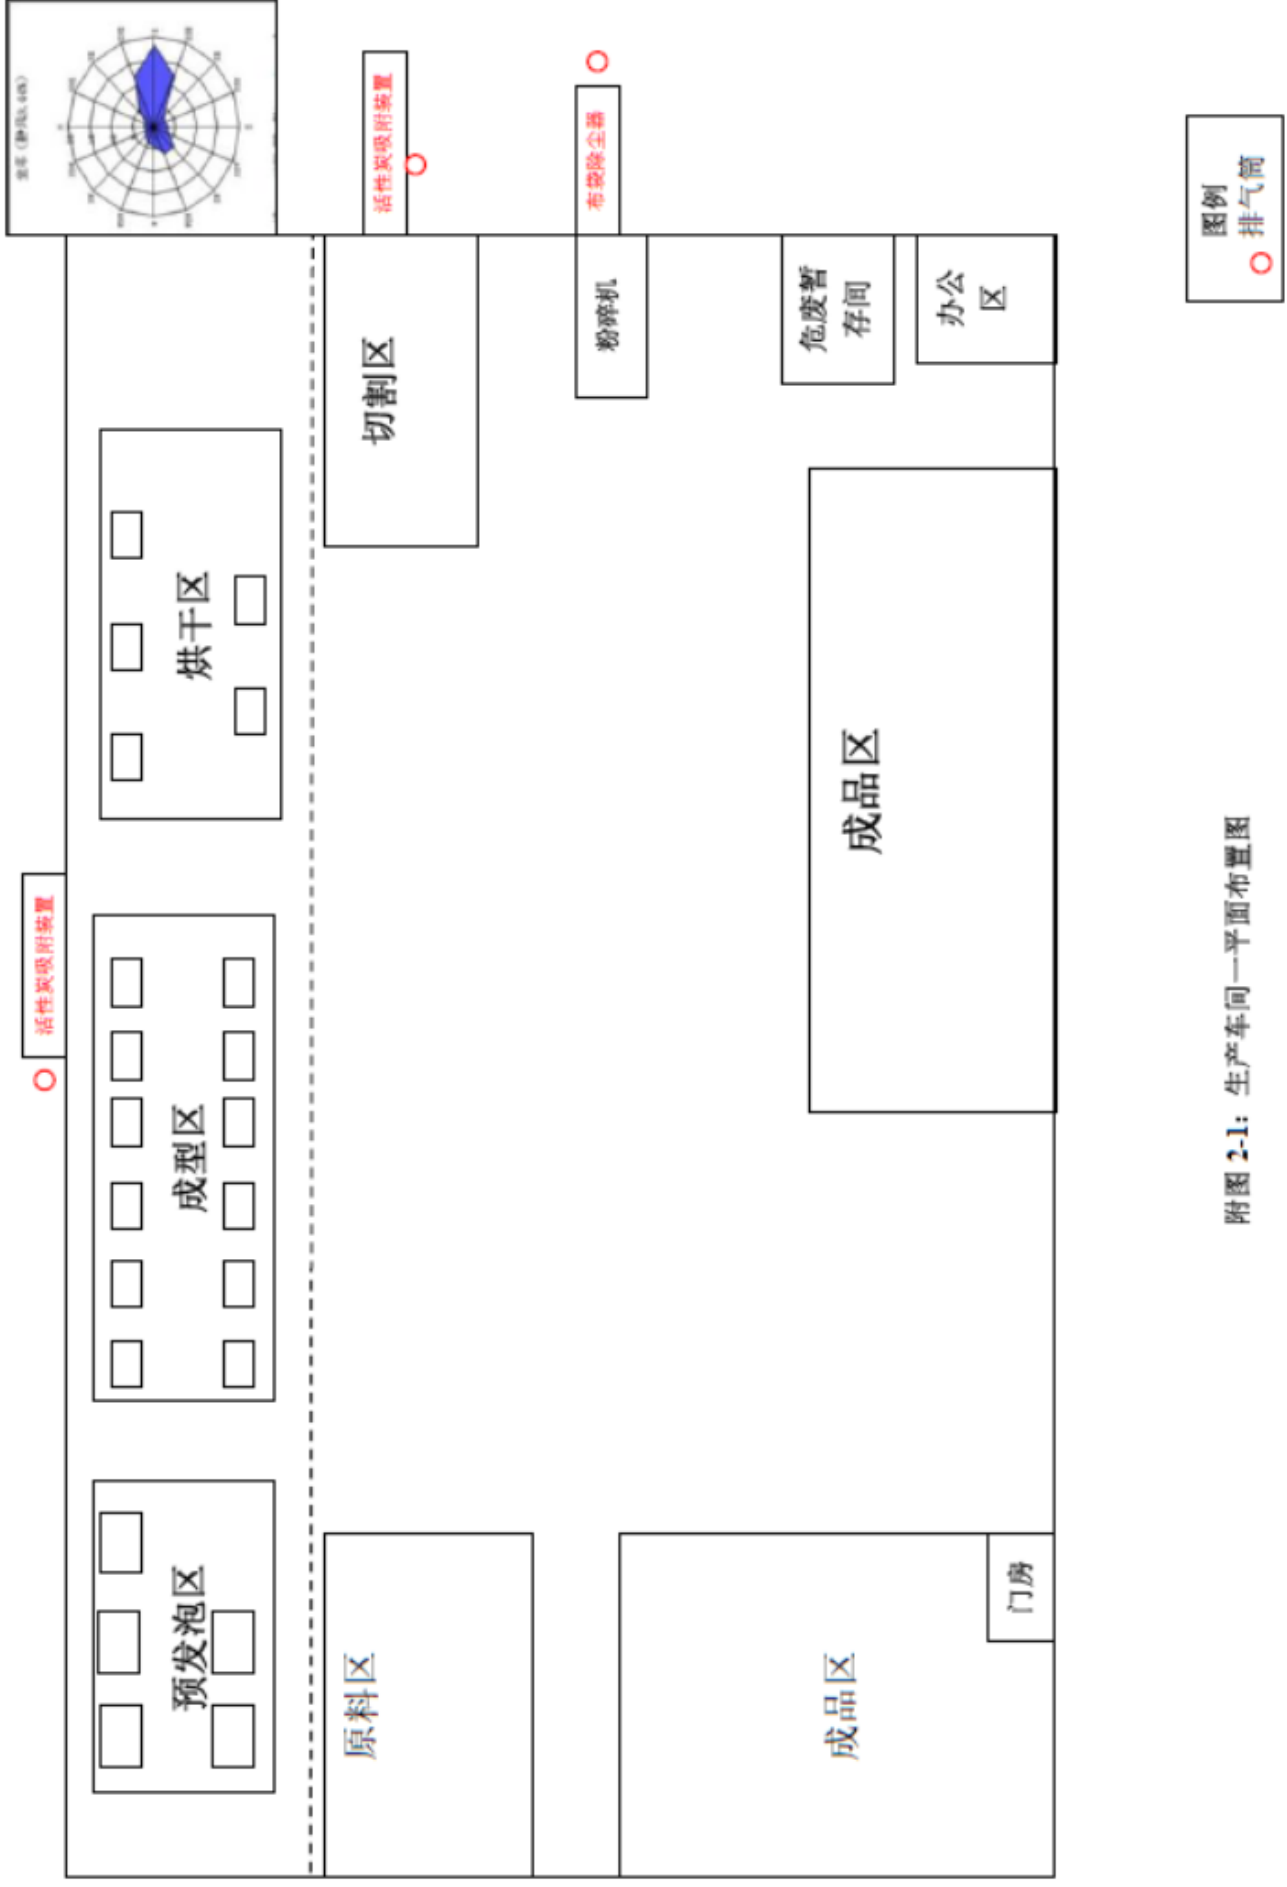 活性炭吸附装置
预发泡区
成型区
烘干区
原料区
切割区
活性炭吸附装置
粉碎机
布袋除尘器
成品区
成品区
门房
危废暂
存间
办公
区
图例
排气筒
附图 2-1：生产车间一平面布置图